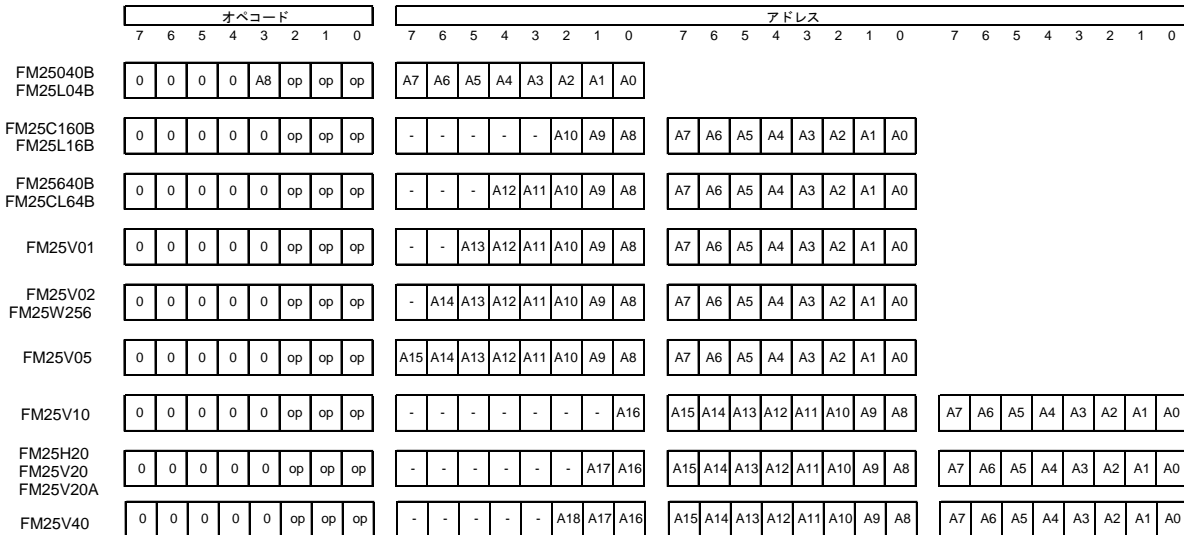 オペコード アドレス
7 6 5 4 3 2 1 0 7 6 5 4 3 2 1 0 7 6 5 4 3 2 1 0 7 6 5 4 3 2 1 0
FM25040B
FM25L04B
0 0 0 0 A8 op op op A7 A6 A5 A4 A3 A2 A1 A0
FM25C160B
FM25L16B
0 0 0 0 0 op op op - - - - - A10 A9 A8 A7 A6 A5 A4 A3 A2 A1 A0
FM25640B
FM25CL64B
0 0 0 0 0 op op op - - - A12 A11 A10 A9 A8 A7 A6 A5 A4 A3 A2 A1 A0
FM25V01
0 0 0 0 0 op op op - - A13 A12 A11 A10 A9 A8 A7 A6 A5 A4 A3 A2 A1 A0
FM25V02
FM25W256
0 0 0 0 0 op op op - A14 A13 A12 A11 A10 A9 A8 A7 A6 A5 A4 A3 A2 A1 A0
FM25V05
0 0 0 0 0 op op op A15 A14 A13 A12 A11 A10 A9 A8 A7 A6 A5 A4 A3 A2 A1 A0
FM25V10
0 0 0 0 0 op op op - - - - - - - A16 A15 A14 A13 A12 A11 A10 A9 A8 A7 A6 A5 A4 A3 A2 A1 A0
FM25H20
FM25V20
FM25V20A
0 0 0 0 0 op op op - - - - - - A17 A16 A15 A14 A13 A12 A11 A10 A9 A8 A7 A6 A5 A4 A3 A2 A1 A0
FM25V40
0 0 0 0 0 op op op - - - - - A18 A17 A16 A15 A14 A13 A12 A11 A10 A9 A8 A7 A6 A5 A4 A3 A2 A1 A0